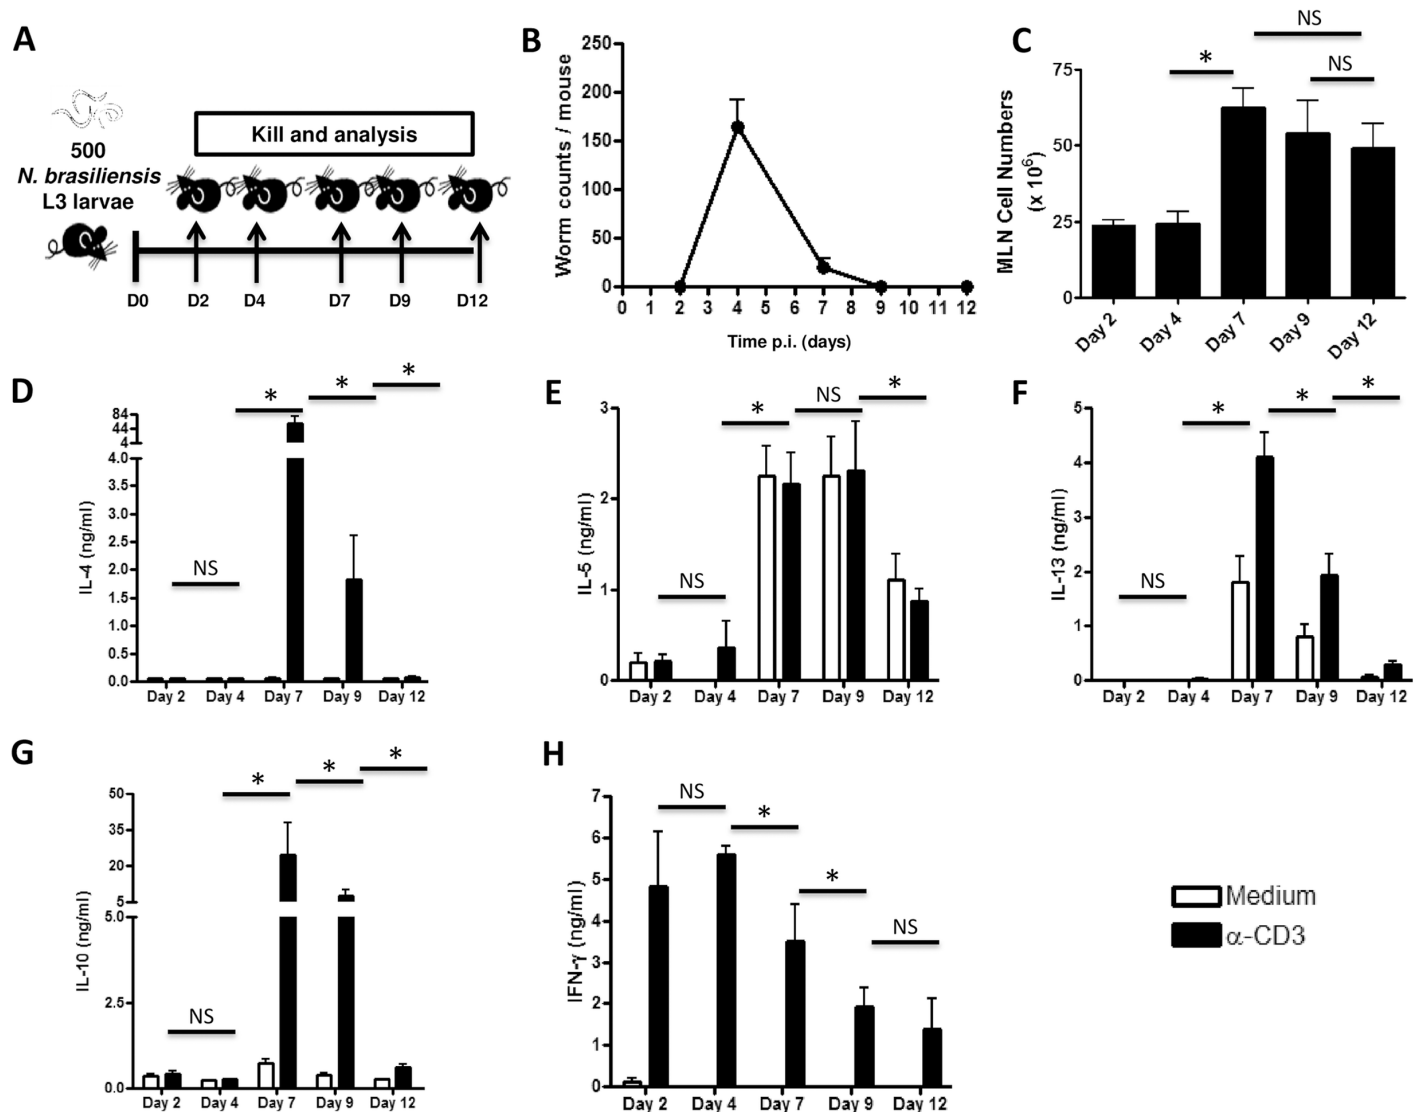 A
500
N. brasiliensis
L3 larvae
Kill and analysis
D0 D2 D4 D7 D9 D12
B
Worm counts / mouse
250
200
150
100
50
0
0 1 2 3 4 5 6 7 8 9 10 11 12
Time p.i. (days)
C
NS
NS
*
MLN Cell Numbers
(x 10⁶)
75
50
25
0
Day 2 Day 4 Day 7 Day 9 Day 12
D
* * *
NS
IL-4 (ng/ml)
84
44
4
4.0
3.5
3.0
2.5
2.0
1.5
1.0
0.5
0.0
Day 2 Day 4 Day 7 Day 9 Day 12
E
NS * NS *
IL-5 (ng/ml)
3
2
1
0
Day 2 Day 4 Day 7 Day 9 Day 12
F
NS * * *
IL-13 (ng/ml)
5
4
3
2
1
0
Day 2 Day 4 Day 7 Day 9 Day 12
G
NS * * *
IL-10 (ng/ml)
50
35
20
5
5.0
2.5
0.0
Day 2 Day 4 Day 7 Day 9 Day 12
H
NS * * NS
IFN-γ (ng/ml)
7
6
5
4
3
2
1
0
Day 2 Day 4 Day 7 Day 9 Day 12
Medium
α-CD3